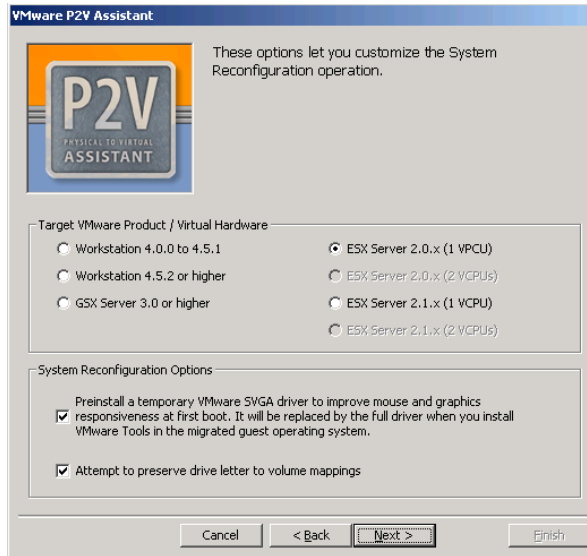 VMware P2V Assistant
P2V
PHYSICAL TO VIRTUAL
ASSISTANT
These options let you customize the System
Reconfiguration operation.
Target VMware Product / Virtual Hardware
Workstation 4.0.0 to 4.5.1
ESX Server 2.0.x (1 VPCU)
Workstation 4.5.2 or higher
ESX Server 2.0.x (2 VCPUs)
GSX Server 3.0 or higher
ESX Server 2.1.x (1 VCPU)
ESX Server 2.1.x (2 VCPUs)
System Reconfiguration Options
Preinstall a temporary VMware SVGA driver to improve mouse and graphics
responsiveness at first boot. It will be replaced by the full driver when you install
VMware Tools in the migrated guest operating system.
Attempt to preserve drive letter to volume mappings
Cancel
< Back
Next >
Finish